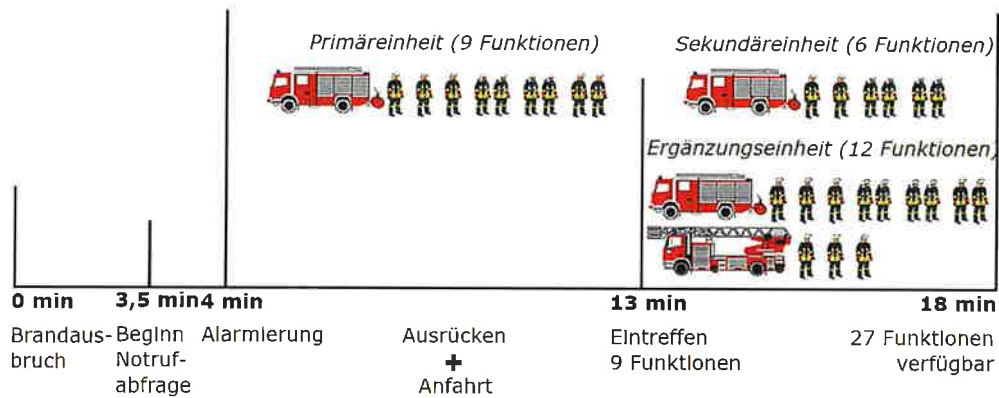 Primäreinheit (9 Funktionen)
Sekundäreinheit (6 Funktionen)
Ergänzungseinheit (12 Funktionen)
0 min
3,5 min
4 min
13 min
18 min
Brandaus-
bruch
Beginn
Notruf-
abfrage
Alarmierung
Ausrücken
+
Anfahrt
Eintreffen
9 Funktionen
27 Funktionen
verfügbar